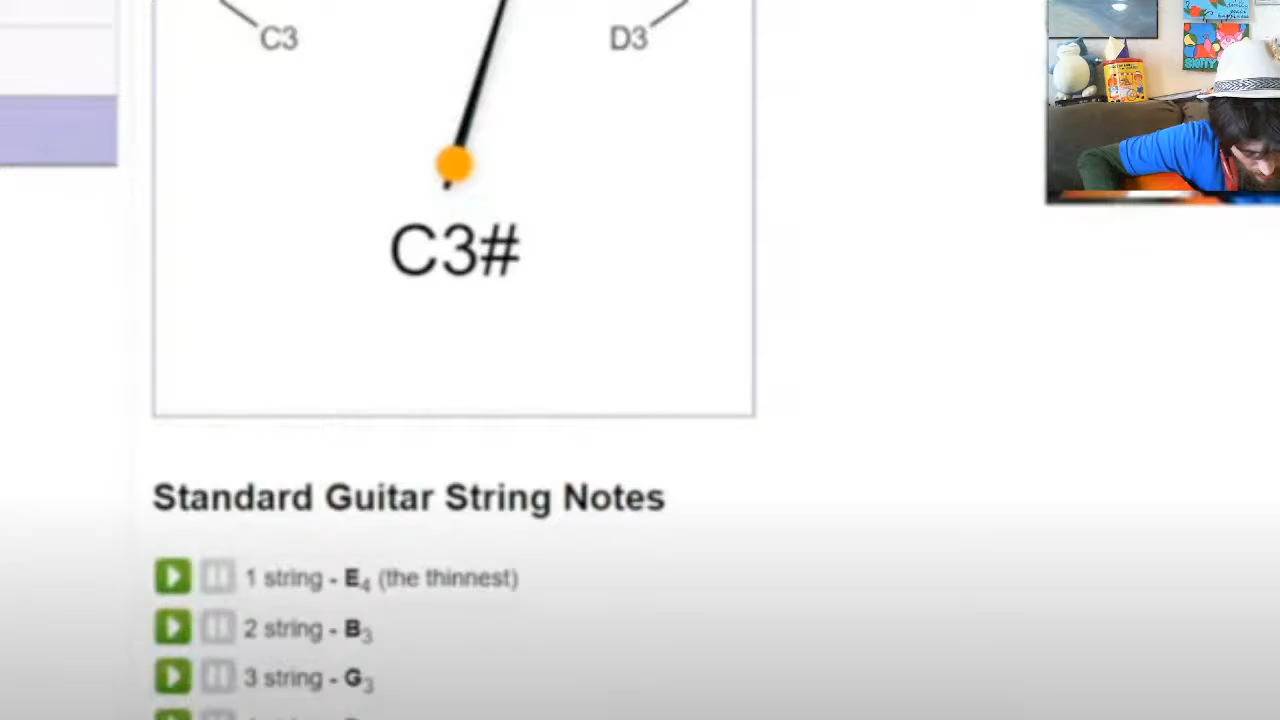 C3
D3
C3#
Standard Guitar String Notes
1 string - E4 (the thinnest)
2 string - B3
3 string - G3